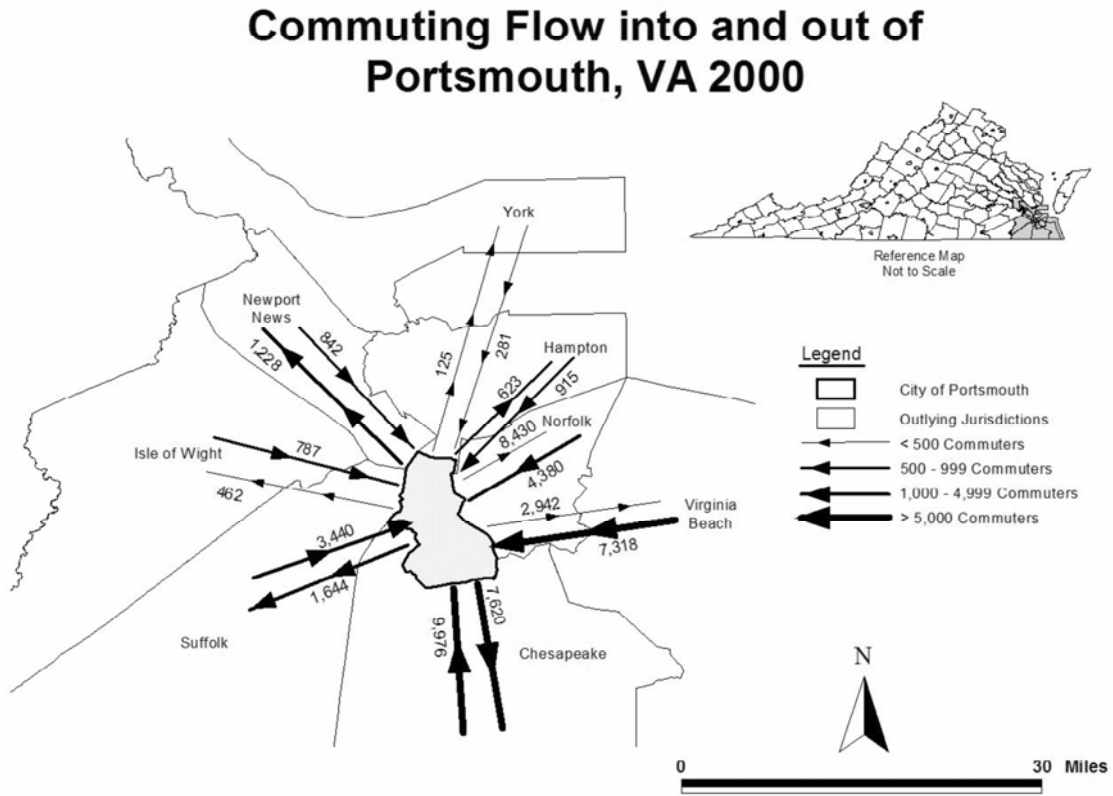 Commuting Flow into and out of
Portsmouth, VA 2000
York
Reference Map
Not to Scale
Newport
News
842
1,228
125
281
Hampton
623
915
Legend
City of Portsmouth
Outlying Jurisdictions
< 500 Commuters
500 - 999 Commuters
1,000 - 4,999 Commuters
> 5,000 Commuters
Isle of Wight
787
462
8,430
Norfolk
4,380
2,942
Virginia
Beach
7,318
3,440
1,644
Suffolk
7,620
9,976
Chesapeake
N
0 30 Miles